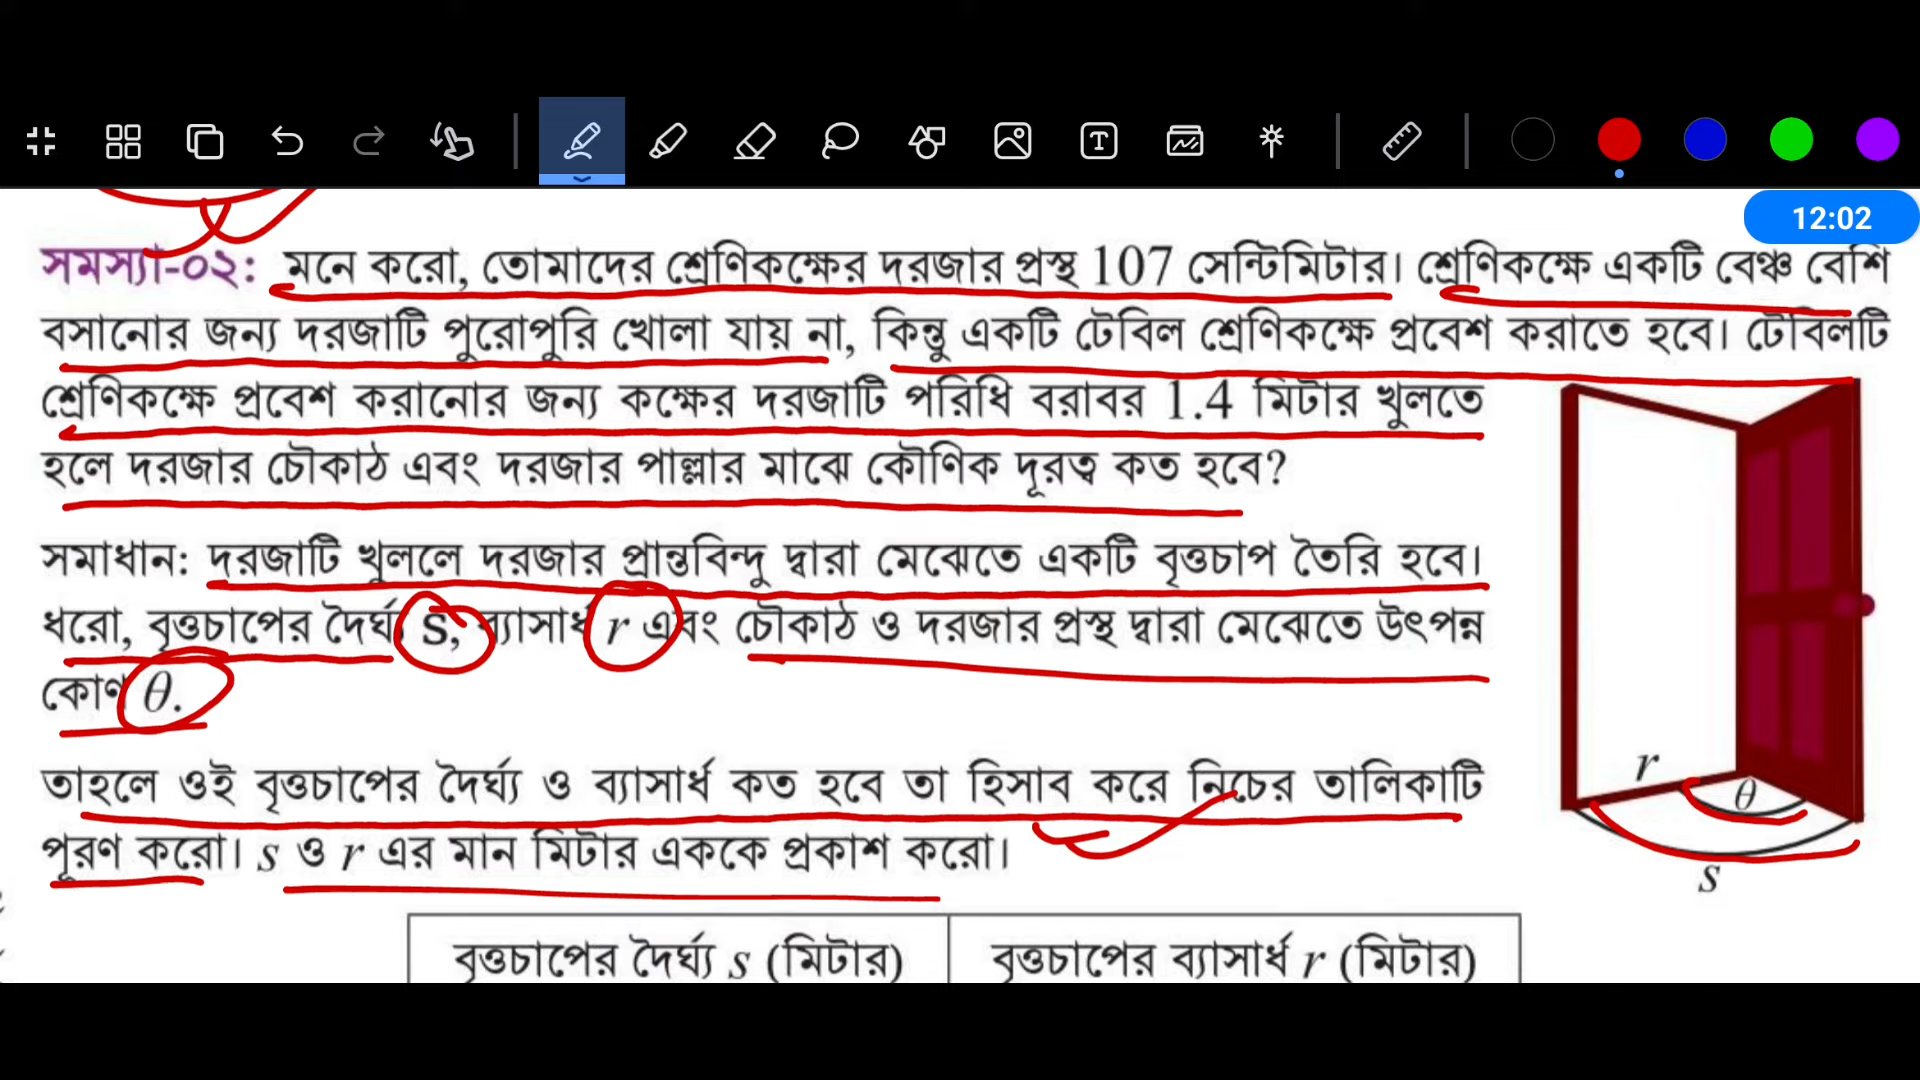 12:02
সমস্যা-০২: মনে করো, তোমাদের শ্রেণিকক্ষের দরজার প্রস্থ 107 সেন্টিমিটার। শ্রেণিকক্ষে একটি বেঞ্চ বেশি
বসানোর জন্য দরজাটি পুরোপুরি খোলা যায় না, কিন্তু একটি টেবিল শ্রেণিকক্ষে প্রবেশ করাতে হবে। টেবিলটি
শ্রেণিকক্ষে প্রবেশ করানোর জন্য কক্ষের দরজাটি পরিধি বরাবর 1.4 মিটার খুলতে
হলে দরজার চৌকাঠ এবং দরজার পাল্লার মাঝে কৌণিক দূরত্ব কত হবে?
সমাধান: দরজাটি খুললে দরজার প্রান্তবিন্দু দ্বারা মেঝেতে একটি বৃত্তচাপ তৈরি হবে।
ধরো, বৃত্তচাপের দৈর্ঘ্য s, ব্যাসার্ধ r এবং চৌকাঠ ও দরজার প্রস্থ দ্বারা মেঝেতে উৎপন্ন
কোণ θ.
r
θ
s
তাহলে ওই বৃত্তচাপের দৈর্ঘ্য ও ব্যাসার্ধ কত হবে তা হিসাব করে নিচের তালিকাটি
পূরণ করো। s ও r এর মান মিটার এককে প্রকাশ করো।
বৃত্তচাপের দৈর্ঘ্য s (মিটার)
বৃত্তচাপের ব্যাসার্ধ r (মিটার)